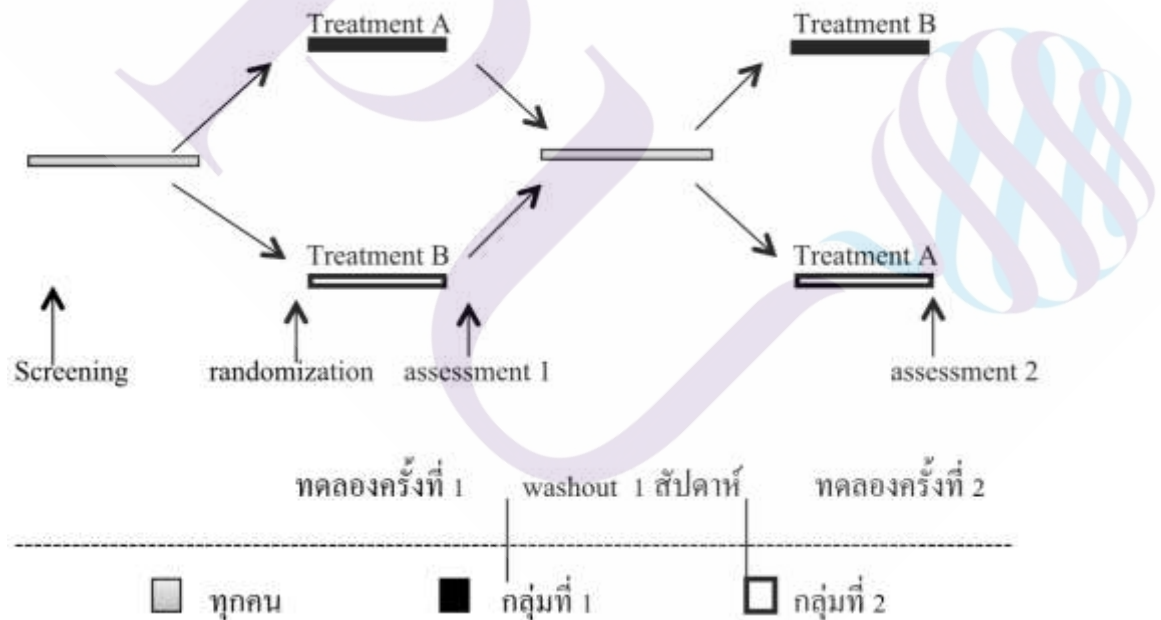 Treatment A
Treatment B
Treatment B
Treatment A
Screening
randomization
assessment 1
assessment 2
ทดลองครั้งที่ 1
washout 1 สัปดาห์
ทดลองครั้งที่ 2
ทุกคน
กลุ่มที่ 1
กลุ่มที่ 2